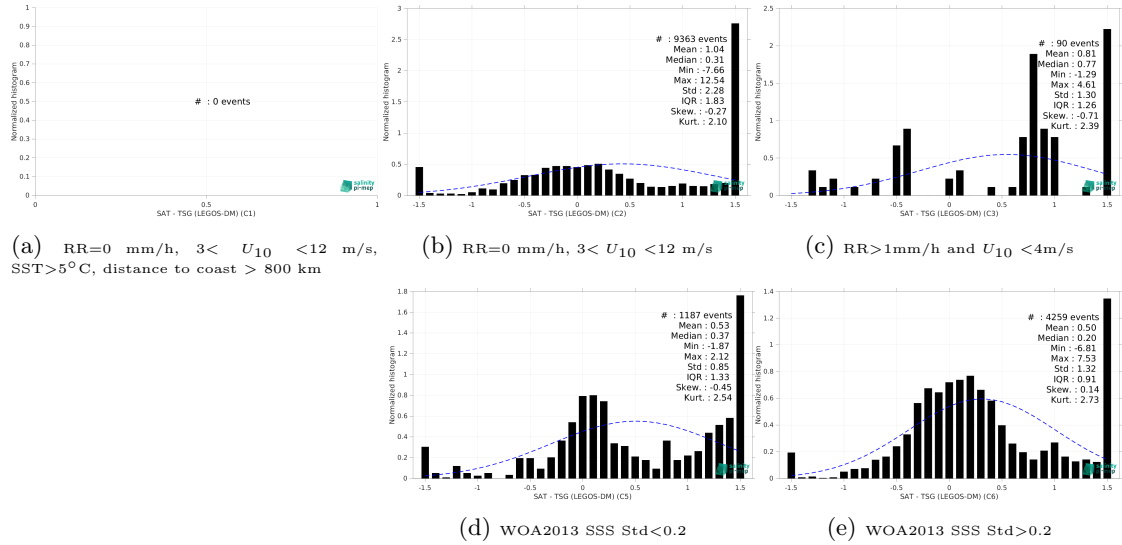 1
0.9
0.8
0.7
0.6
0.5
0.4
0.3
0.2
0.1
0
Normalized histogram
# : 0 events
salinity
pi-mep
0
0.5
1
SAT - TSG (LEGOS-DM) (C1)
(a) RR=0 mm/h, 3< U10 <12 m/s,
SST>5°C, distance to coast > 800 km
3
2.5
2
1.5
1
0.5
0
Normalized histogram
# : 9363 events
Mean : 1.04
Median : 0.31
Min : -7.66
Max : 12.54
Std : 2.28
IQR : 1.83
Skew. : -0.27
Kurt. : 2.10
salinity
pi-mep
-1.5
-1
-0.5
0
0.5
1
1.5
SAT - TSG (LEGOS-DM) (C2)
(b) RR=0 mm/h, 3< U10 <12 m/s
2.5
2
1.5
1
0.5
0
Normalized histogram
# : 90 events
Mean : 0.81
Median : 0.77
Min : -1.29
Max : 4.61
Std : 1.30
IQR : 1.26
Skew. : -0.71
Kurt. : 2.39
salinity
pi-mep
-1.5
-1
-0.5
0
0.5
1
1.5
SAT - TSG (LEGOS-DM) (C3)
(c) RR>1mm/h and U10 <4m/s
1.8
1.6
1.4
1.2
1
0.8
0.6
0.4
0.2
0
Normalized histogram
# : 1187 events
Mean : 0.53
Median : 0.37
Min : -1.87
Max : 2.12
Std : 0.85
IQR : 1.33
Skew. : -0.45
Kurt. : 2.54
salinity
pi-mep
-1.5
-1
-0.5
0
0.5
1
1.5
SAT - TSG (LEGOS-DM) (C5)
(d) WOA2013 SSS Std<0.2
1.4
1.2
1
0.8
0.6
0.4
0.2
0
Normalized histogram
# : 4259 events
Mean : 0.50
Median : 0.20
Min : -6.81
Max : 7.53
Std : 1.32
IQR : 0.91
Skew. : 0.14
Kurt. : 2.73
salinity
pi-mep
-1.5
-1
-0.5
0
0.5
1
1.5
SAT - TSG (LEGOS-DM) (C6)
(e) WOA2013 SSS Std>0.2